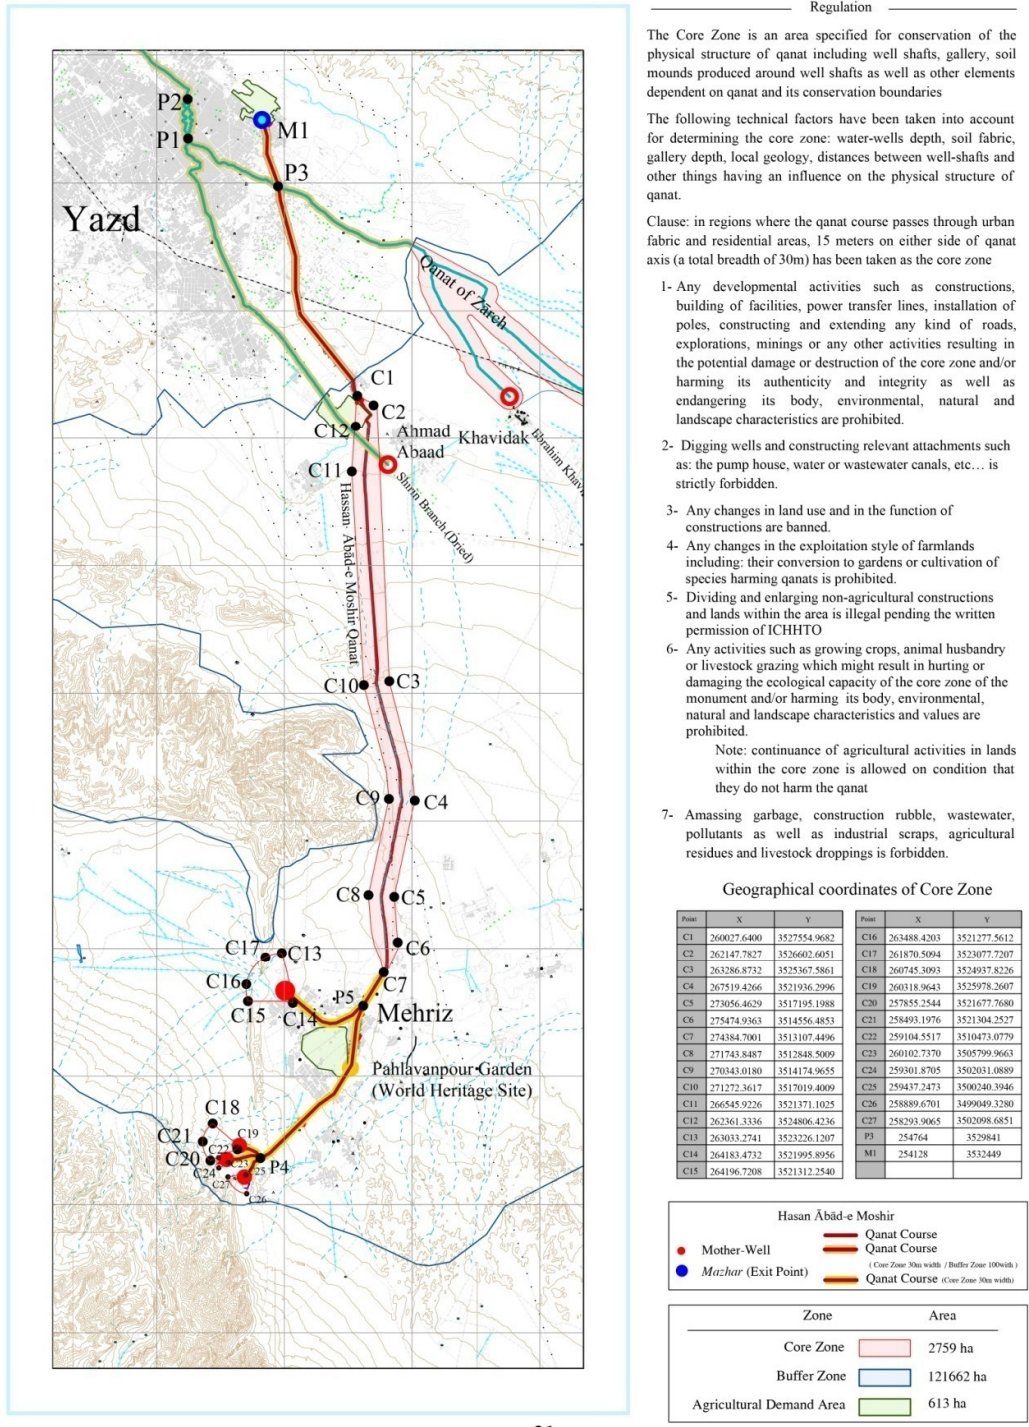 P2
P1
M1
P3
Yazd
Qanat of Zarch
C1
C2
C12
Ahmad
Abaad
Khavidak
C11
Shirin Branch (Dried)
Hassan Ābād-e Moshir Qanat
C10
C3
C9
C4
C8
C5
C6
C17
C13
C7
C16
C15
C14
P5
Mehriz
Pahlavanpour Garden
(World Heritage Site)
C18
C19
C21
C22
C20
C23
P4
C24
C25
C27
C26
Regulation
The Core Zone is an area specified for conservation of the
physical structure of qanat including well shafts, gallery, soil
mounds produced around well shafts as well as other elements
dependent on qanat and its conservation boundaries
The following technical factors have been taken into account
for determining the core zone: water-wells depth, soil fabric,
gallery depth, local geology, distances between well-shafts and
other things having an influence on the physical structure of
qanat.
Clause: in regions where the qanat course passes through urban
fabric and residential areas, 15 meters on either side of qanat
axis (a total breadth of 30m) has been taken as the core zone
1- Any developmental activities such as constructions,
building of facilities, power transfer lines, installation of
poles, constructing and extending any kind of roads,
explorations, minings or any other activities resulting in
the potential damage or destruction of the core zone and/or
harming its authenticity and integrity as well as
endangering its body, environmental, natural and
landscape characteristics are prohibited.
2- Digging wells and constructing relevant attachments such
as: the pump house, water or wastewater canals, etc… is
strictly forbidden.
3- Any changes in land use and in the function of
constructions are banned.
4- Any changes in the exploitation style of farmlands
including: their conversion to gardens or cultivation of
species harming qanats is prohibited.
5- Dividing and enlarging non-agricultural constructions
and lands within the area is illegal pending the written
permission of ICHHTO
6- Any activities such as growing crops, animal husbandry
or livestock grazing which might result in hurting or
damaging the ecological capacity of the core zone of the
monument and/or harming its body, environmental,
natural and landscape characteristics and values are
prohibited.
Note: continuance of agricultural activities in lands
within the core zone is allowed on condition that
they do not harm the qanat
7- Amassing garbage, construction rubble, wastewater,
pollutants as well as industrial scraps, agricultural
residues and livestock droppings is forbidden.
Geographical coordinates of Core Zone
Point X Y Point X Y
C1 260027.6400 3527554.9682 C16 263488.4203 3521277.5612
C2 262147.7827 3526602.6051 C17 261870.5094 3523077.7207
C3 263286.8732 3525367.5861 C18 260745.3093 3524937.8226
C4 267519.4266 3521936.2996 C19 260318.9643 3525978.2607
C5 273056.4629 3517195.1988 C20 257855.2544 3521677.7680
C6 275474.9363 3514556.4853 C21 258493.1976 3521304.2527
C7 274384.7001 3513107.4496 C22 259104.5517 3510473.0779
C8 271743.8487 3512848.5009 C23 260102.7370 3505799.9663
C9 270343.0180 3514174.9655 C24 259301.8705 3502031.0889
C10 271272.3617 3517019.4009 C25 259437.2473 3500240.3946
C11 266545.9226 3521371.1025 C26 258889.6701 3499049.3280
C12 262361.3336 3524806.4236 C27 258293.9065 3502098.6851
C13 263033.2741 3523226.1207 P3 254764 3529841
C14 264183.4732 3521995.8956 M1 254128 3532449
C15 264196.7208 3521312.2540
Hasan Ābād-e Moshir
Qanat Course
Mother-Well Qanat Course
( Core Zone 30m width / Buffer Zone 100with )
Mazhar (Exit Point) Qanat Course (Core Zone 30m width)
Zone Area
Core Zone 2759 ha
Buffer Zone 121662 ha
Agricultural Demand Area 613 ha